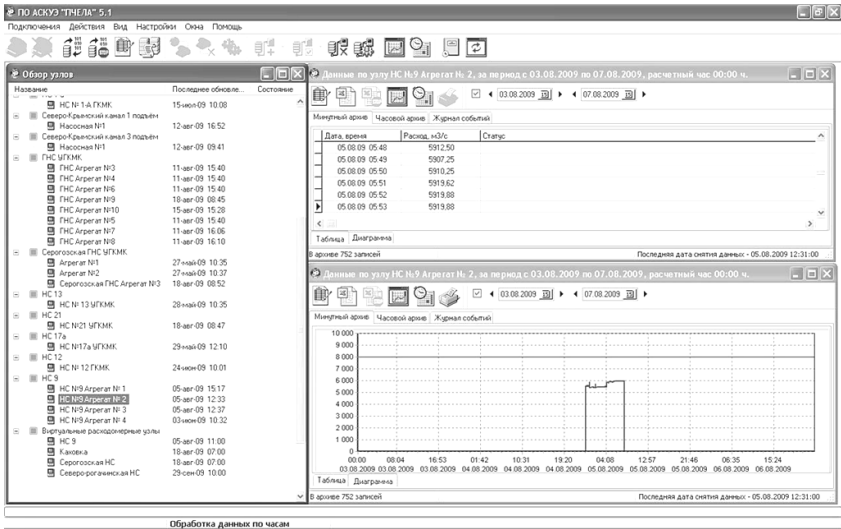 ПО АСКУЭ "ПЧЕЛА" 5.1
Подключения Действия Вид Настройки Окна Помощь
Обзор узлов
Название Последнее обновле... Состояние
НС № 1-А ГКМК 15-июл-09 10:08
Северо-Крымский канал 1 подъём
Насосная №1 12-авг-09 16:52
Северо-Крымский канал 3 подъём
Насосная №1 12-авг-09 09:41
ГНС УГКМК
ГНС Агрегат №3 11-авг-09 15:40
ГНС Агрегат №4 11-авг-09 15:40
ГНС Агрегат №6 11-авг-09 15:40
ГНС Агрегат №9 18-авг-09 08:45
ГНС Агрегат №10 15-авг-09 15:28
ГНС Агрегат №5 11-авг-09 15:40
ГНС Агрегат №7 11-авг-09 16:06
ГНС Агрегат №8 11-авг-09 16:10
Серогозская ГНС УГКМК
Агрегат №1 27-май-09 10:35
Агрегат №2 27-май-09 10:37
Серогозская ГНС Агрегат №3 18-авг-09 08:52
НС 13
НС № 13 УГКМК 28-май-09 10:35
НС 21
НС №21 УГКМК 18-авг-09 08:47
НС 17а
НС №17а УГКМК 29-май-09 12:10
НС 12
НС № 12 ГКМК 24-июн-09 10:01
НС 9
НС №9 Агрегат № 1 05-авг-09 15:17
НС №9 Агрегат № 2 05-авг-09 12:33
НС №9 Агрегат № 3 05-авг-09 12:37
НС №9 Агрегат № 4 03-июн-09 10:32
Виртуальные расходомерные узлы
НС 9 05-авг-09 11:00
Каковка 18-авг-09 07:00
Серогозская НС 18-авг-09 07:00
Северо-рогачинская НС 29-сен-09 10:00
Данные по узлу НС №9 Агрегат № 2, за период с 03.08.2009 по 07.08.2009, расчетный час 00:00 ч.
03.08.2009 07.08.2009
Минутный архив Часовой архив Журнал событий
Дата, время Расход, м3/с Статус
05.08.09 05:48 5912,50
05.08.09 05:49 5907,25
05.08.09 05:50 5910,25
05.08.09 05:51 5919,62
05.08.09 05:52 5919,88
05.08.09 05:53 5919,88
Таблица Диаграмма
В архиве 752 записей Последняя дата снятия данных - 05.08.2009 12:31:00
Данные по узлу НС №9 Агрегат № 2, за период с 03.08.2009 по 07.08.2009, расчетный час 00:00 ч.
03.08.2009 07.08.2009
Минутный архив Часовой архив Журнал событий
10 000
9 000
8 000
7 000
6 000
5 000
4 000
3 000
2 000
1 000
0
00:00 08:04 16:53 01:42 10:31 19:20 04:08 12:57 21:46 06:35 15:24
03.08.2009 03.08.2009 03.08.2009 04.08.2009 04.08.2009 04.08.2009 05.08.2009 05.08.2009 05.08.2009 06.08.2009 06.08.2009
Таблица Диаграмма
В архиве 752 записей Последняя дата снятия данных - 05.08.2009 12:31:00
Обработка данных по часам